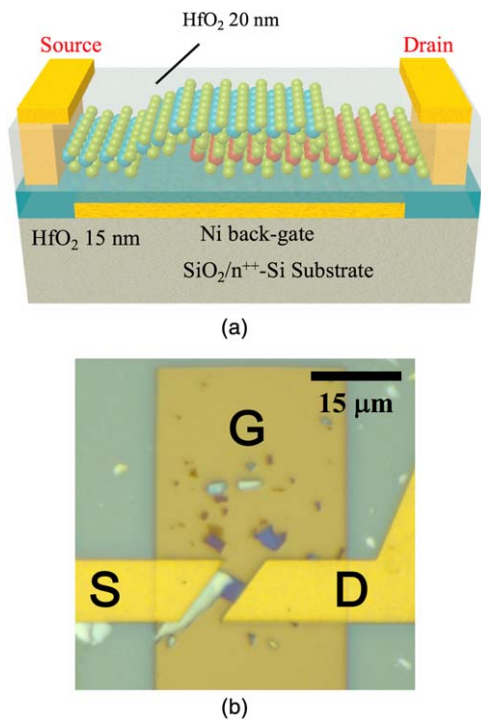 HfO₂ 20 nm
Source
Drain
HfO₂ 15 nm
Ni back-gate
SiO₂/n⁺⁺-Si Substrate
(a)
15 μm
G
S
D
(b)